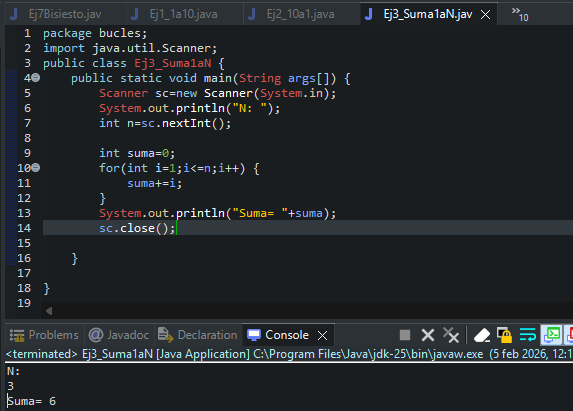 Ej7Bisiesto.java Ej1_1a10.java Ej2_10a1.java Ej3_Suma1aN.jav »10
1 package bucles;
2 import java.util.Scanner;
3 public class Ej3_Suma1aN {
4 public static void main(String args[]) {
5 Scanner sc=new Scanner(System.in);
6 System.out.println("N: ");
7 int n=sc.nextInt();
8
9 int suma=0;
10 for(int i=1;i<=n;i++) {
11 suma+=i;
12 }
13 System.out.println("Suma= "+suma);
14 sc.close();
15
16 }
17
18 }
19
Problems Javadoc Declaration Console
<terminated> Ej3_Suma1aN [Java Application] C:\Program Files\Java\jdk-25\bin\javaw.exe (5 feb 2026, 12:1
N:
3
Suma= 6